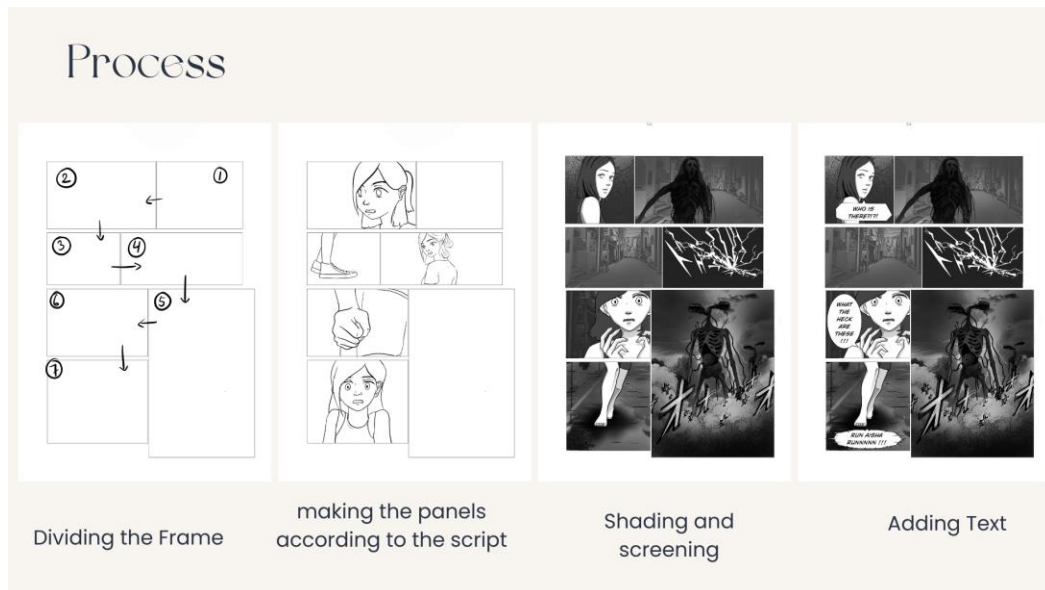 Process
2
1
3
4
6
5
7
WHO IS
THERE?!?!
WHAT
THE
HECK
ARE
THESE
!!!
RUN AISHA
RUNNNNN !!!
Dividing the Frame
making the panels
according to the script
Shading and
screening
Adding Text